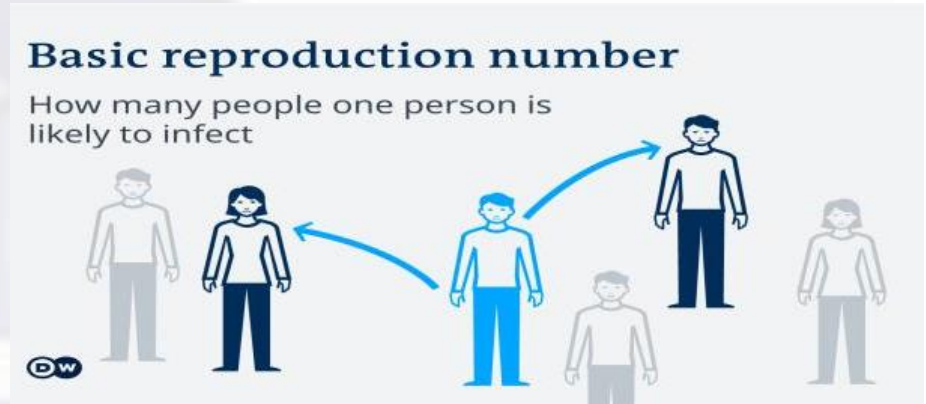 Basic reproduction number
How many people one person is
likely to infect
DW